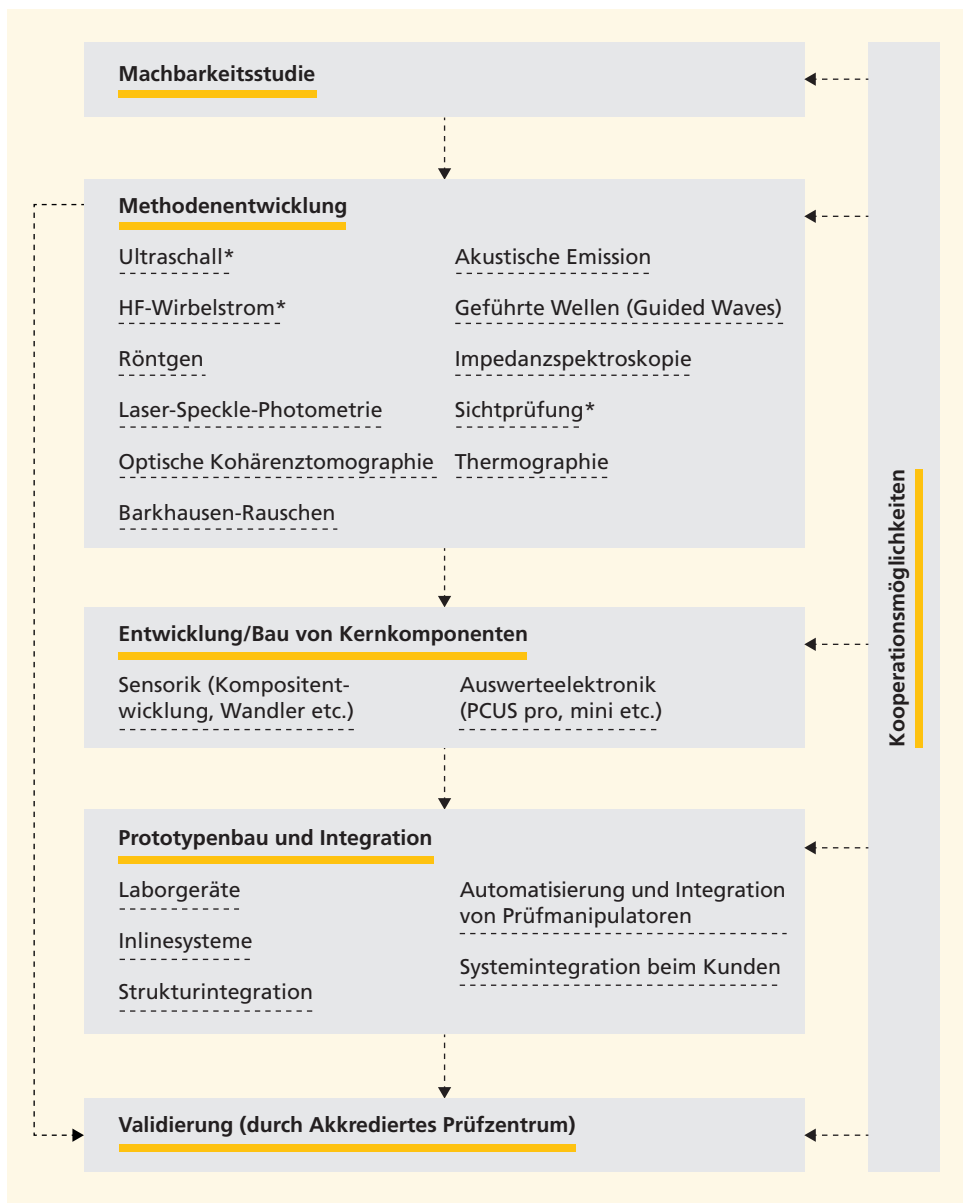 Machbarkeitsstudie
Methodenentwicklung
Ultraschall*
HF-Wirbelstrom*
Röntgen
Laser-Speckle-Photometrie
Optische Kohärenztomographie
Barkhausen-Rauschen
Akustische Emission
Geführte Wellen (Guided Waves)
Impedanzspektroskopie
Sichtprüfung*
Thermographie
Entwicklung/Bau von Kernkomponenten
Sensorik (Kompositent-
wicklung, Wandler etc.)
Auswerteelektronik
(PCUS pro, mini etc.)
Prototypenbau und Integration
Laborgeräte
Inlinesysteme
Strukturintegration
Automatisierung und Integration
von Prüfmanipulatoren
Systemintegration beim Kunden
Validierung (durch Akkrediertes Prüfzentrum)
Kooperationsmöglichkeiten